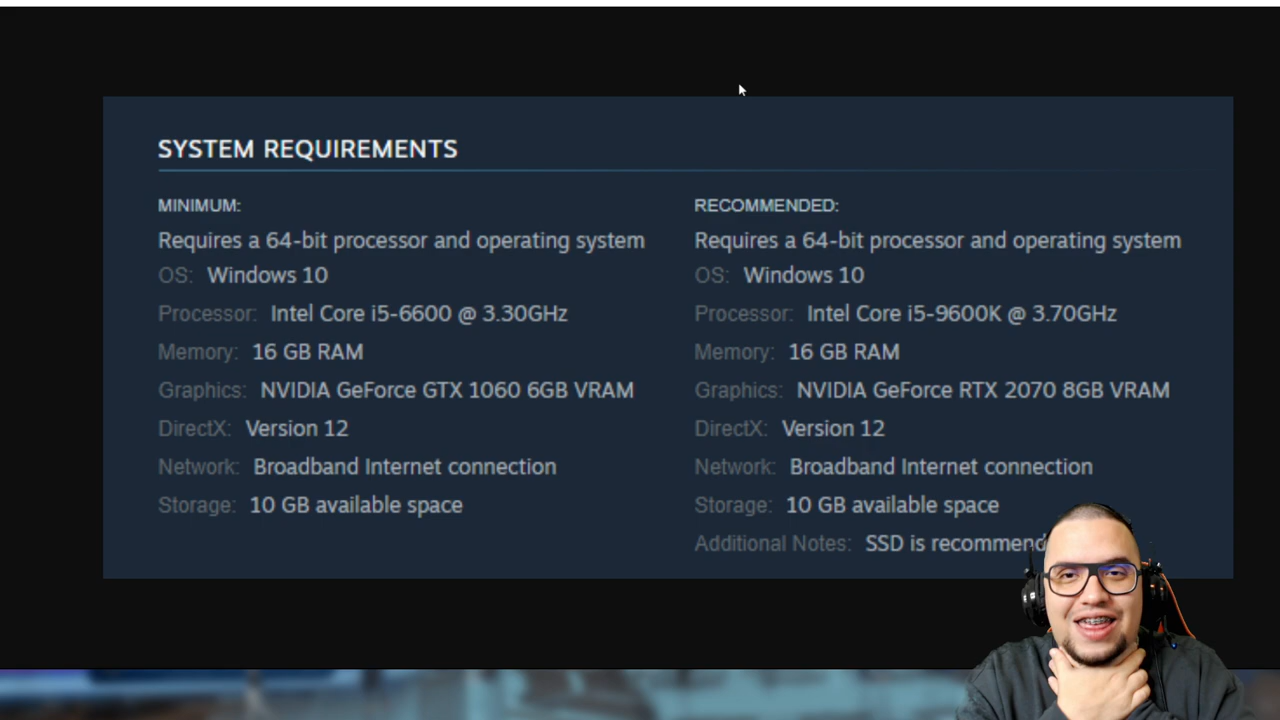 SYSTEM REQUIREMENTS
MINIMUM:
Requires a 64-bit processor and operating system
OS: Windows 10
Processor: Intel Core i5-6600 @ 3.30GHz
Memory: 16 GB RAM
Graphics: NVIDIA GeForce GTX 1060 6GB VRAM
DirectX: Version 12
Network: Broadband Internet connection
Storage: 10 GB available space
RECOMMENDED:
Requires a 64-bit processor and operating system
OS: Windows 10
Processor: Intel Core i5-9600K @ 3.70GHz
Memory: 16 GB RAM
Graphics: NVIDIA GeForce RTX 2070 8GB VRAM
DirectX: Version 12
Network: Broadband Internet connection
Storage: 10 GB available space
Additional Notes: SSD is